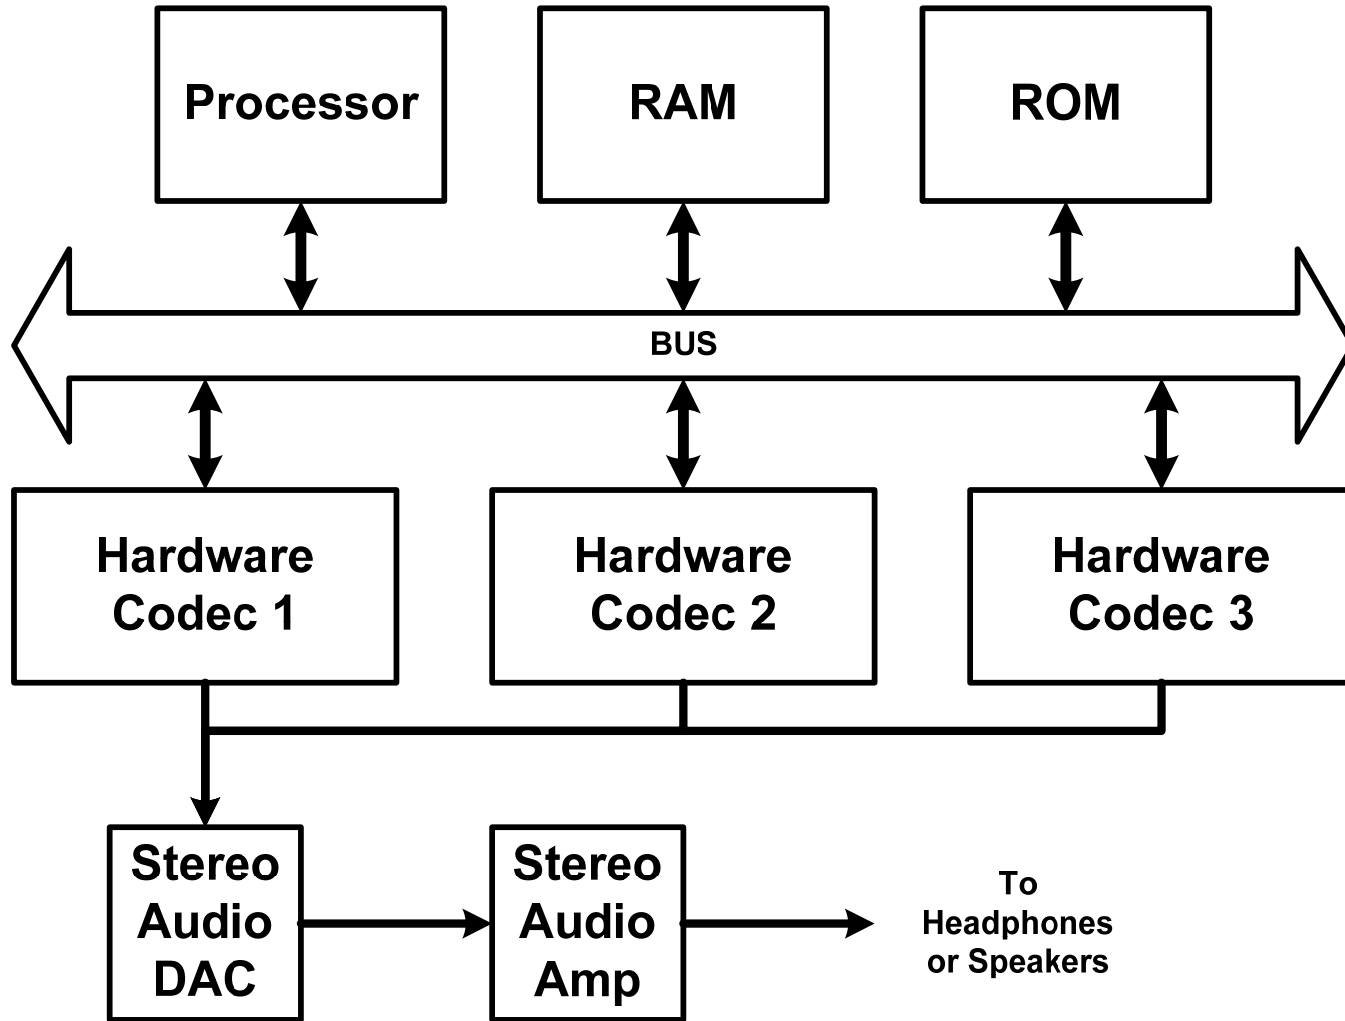 Processor
RAM
ROM
BUS
Hardware
Codec 1
Hardware
Codec 2
Hardware
Codec 3
Stereo
Audio
DAC
Stereo
Audio
Amp
To
Headphones
or Speakers